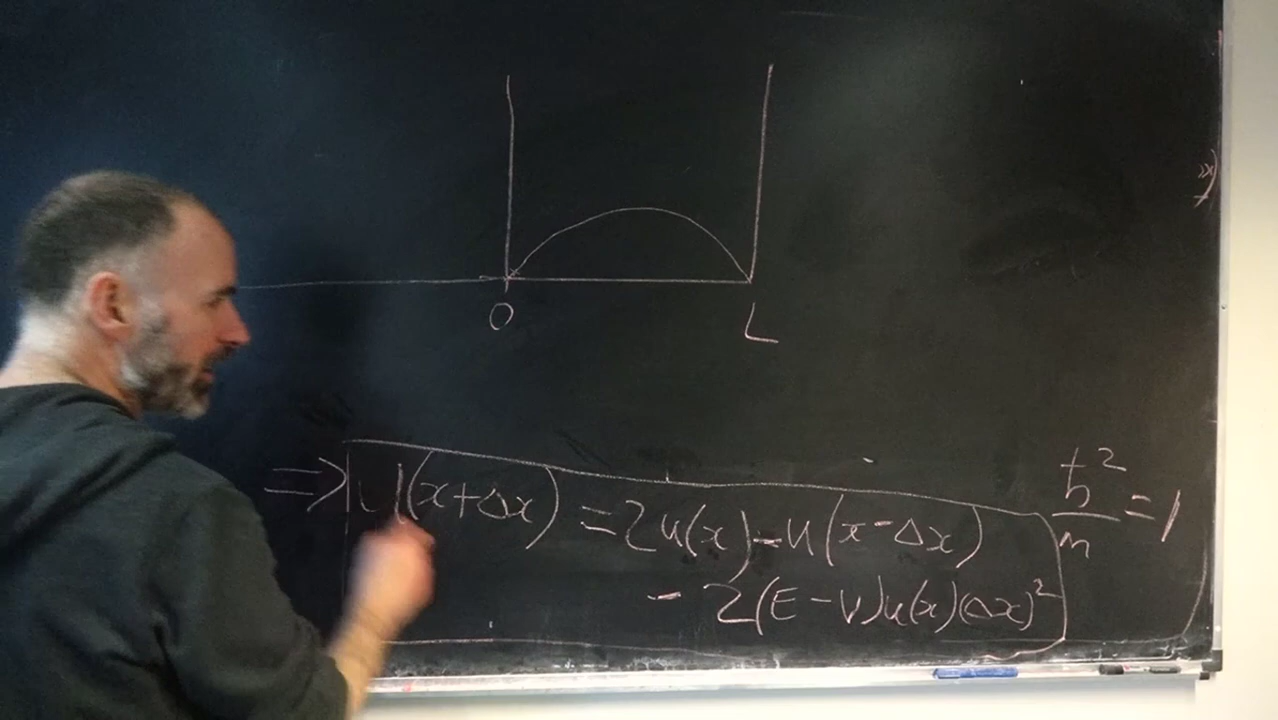 0 L
=> u(x+Δx) = 2u(x) - u(x-Δx)
- 2(E-V)u(x)(Δx)²
ħ²/m = 1